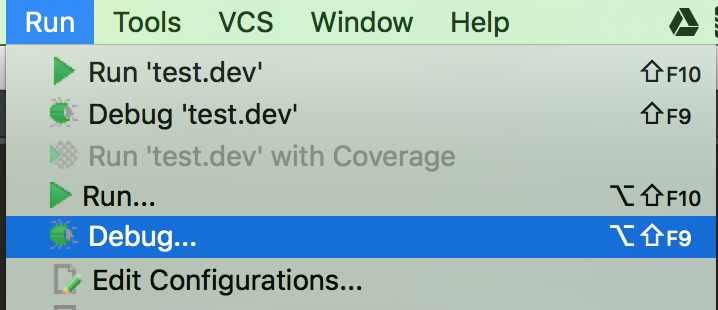 Run Tools VCS Window Help
Run 'test.dev' ⇧F10
Debug 'test.dev' ⇧F9
Run 'test.dev' with Coverage
Run... ⌥⇧F10
Debug... ⌥⇧F9
Edit Configurations...